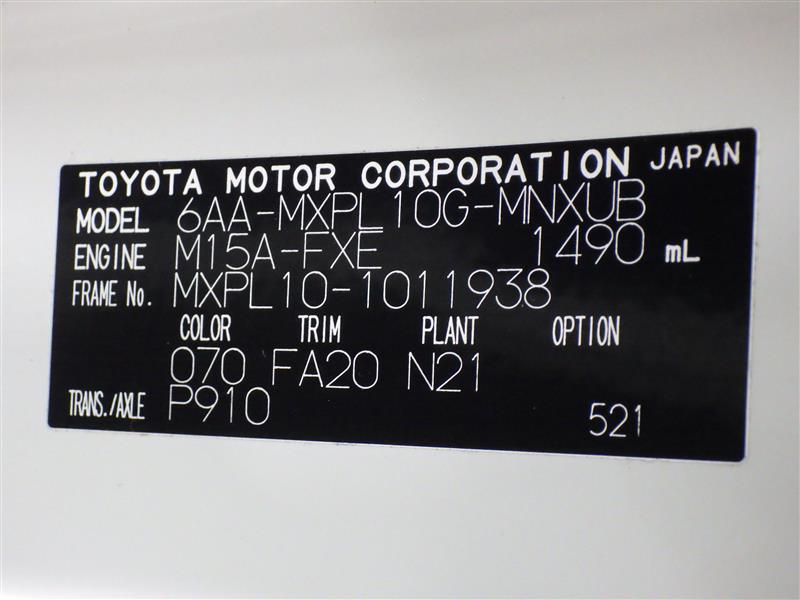 TOYOTA MOTOR CORPORATION JAPAN
MODEL 6AA-MXPL10G-MNXUB
ENGINE M15A-FXE 1490 mL
FRAME No. MXPL10-1011938
COLOR TRIM PLANT OPTION
070 FA20 N21
TRANS./AXLE P910 521